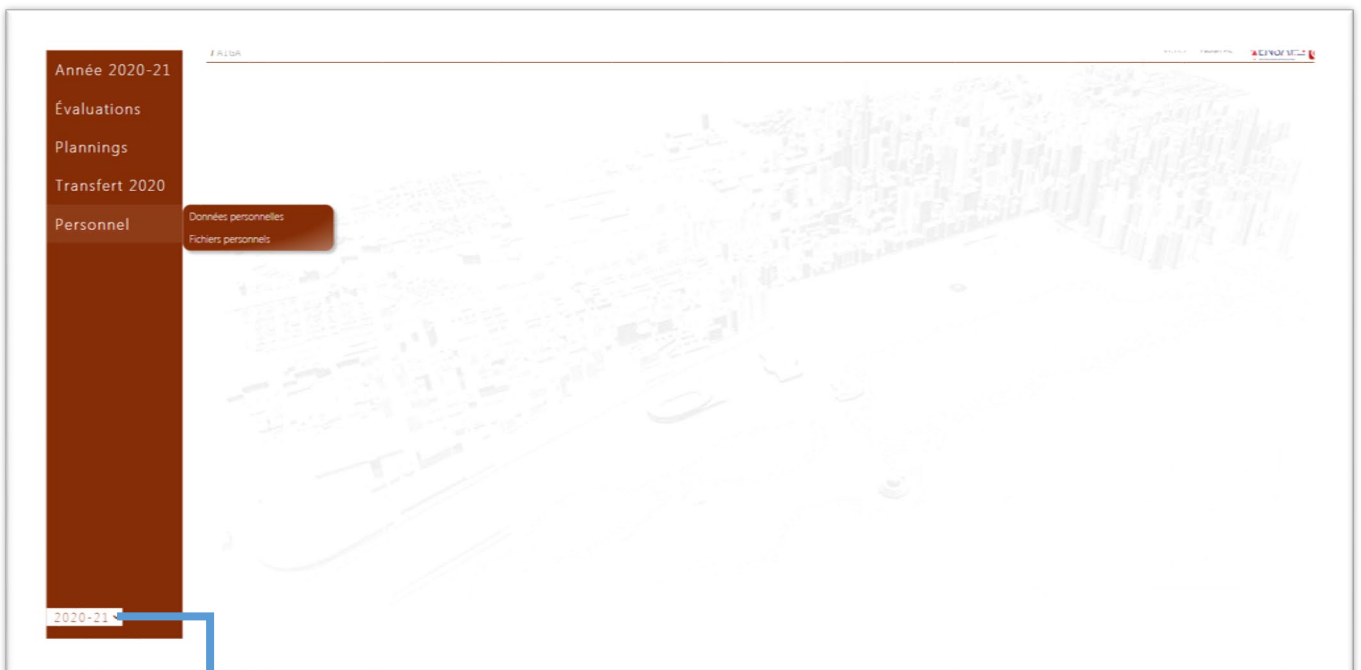 Année 2020-21
Évaluations
Plannings
Transfert 2020
Personnel
Données personnelles
Fichiers personnels
2020-21